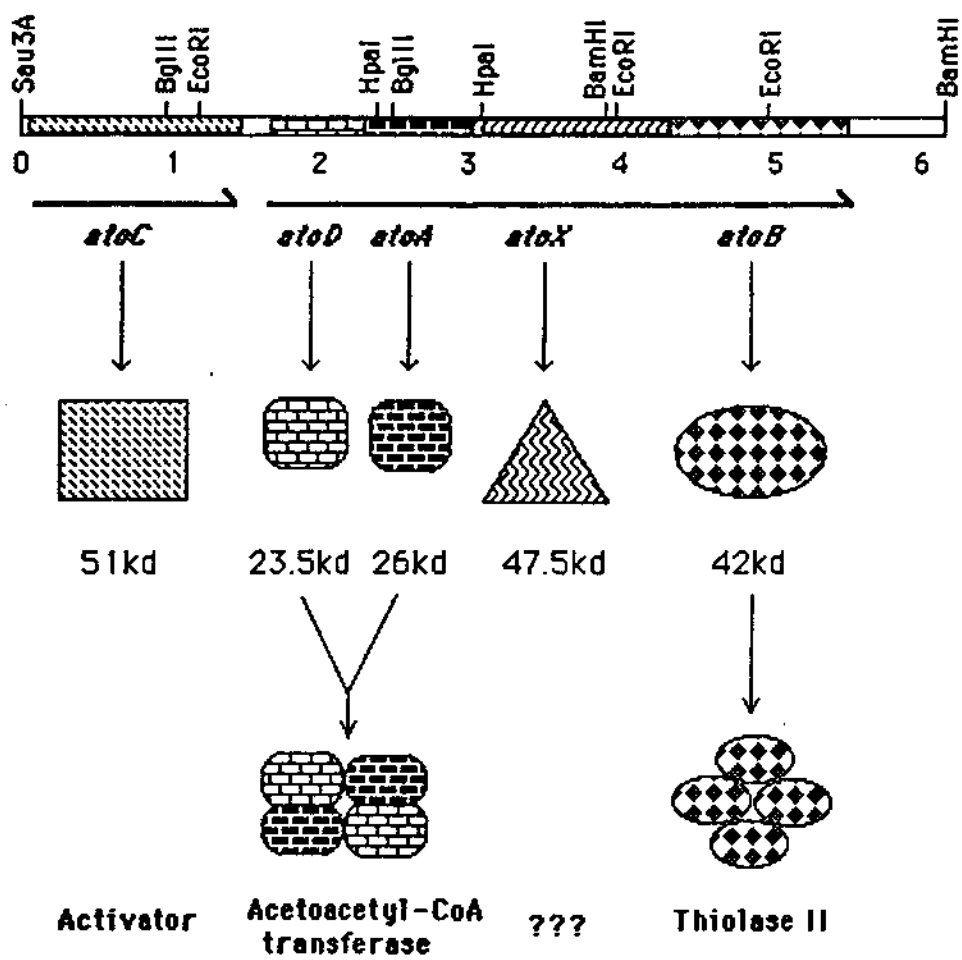 Sau3A BglII EcoRI HpaI BglII HpaI BamHI EcoRI EcoRI BamHI
0 1 2 3 4 5 6
atoC atoD atoA atoX atoB
51kd 23.5kd 26kd 47.5kd 42kd
Activator Acetoacetyl-CoA ??? Thiolase II
transferase